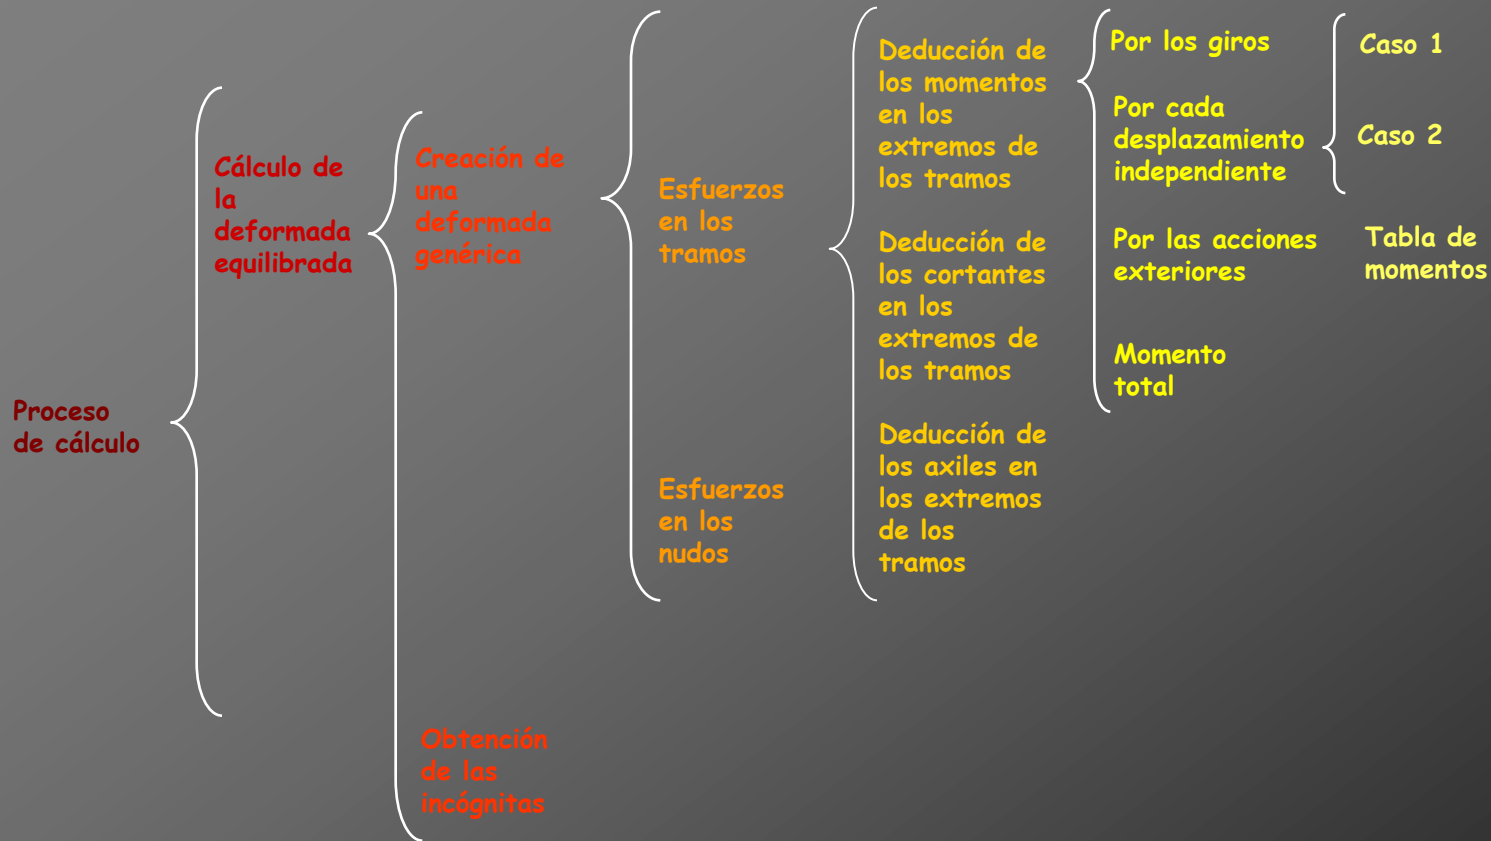 Proceso
de cálculo
Cálculo de
la
deformada
equilibrada
Creación de
una
deformada
genérica
Obtención
de las
incógnitas
Esfuerzos
en los
tramos
Esfuerzos
en los
nudos
Deducción de
los momentos
en los
extremos de
los tramos
Deducción de
los cortantes
en los
extremos de
los tramos
Deducción de
los axiles en
los extremos
de los
tramos
Por los giros
Por cada
desplazamiento
independiente
Por las acciones
exteriores
Momento
total
Caso 1
Caso 2
Tabla de
momentos